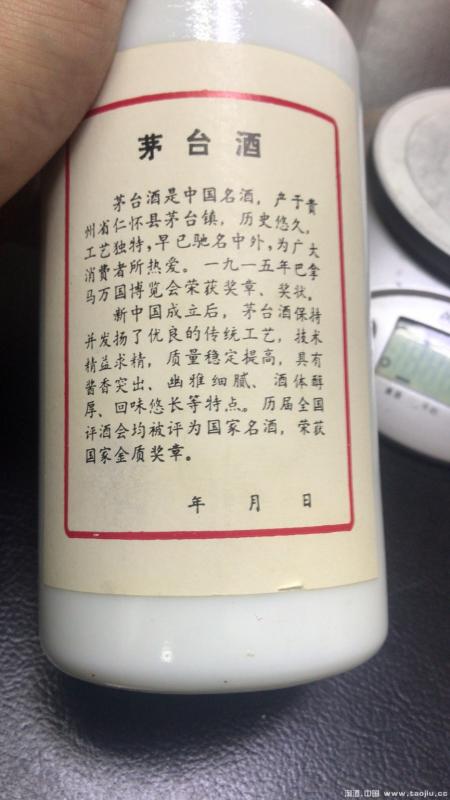 茅台酒
茅台酒是中国名酒，产于贵
州省仁怀县茅台镇，历史悠久，
工艺独特，早已驰名中外，为广大
消费者所热爱。一九一五年巴拿
马万国博览会荣获奖章、奖状。
新中国成立后，茅台酒保持
并发扬了优良的传统工艺，技术
精益求精，质量稳定提高，具有
酱香突出、幽雅细腻、酒体醇
厚、回味悠长等特点。历届全国
评酒会均被评为国家名酒，荣获
国家金质奖章。
年 月 日
淘酒.中国 www.taojiu.cc